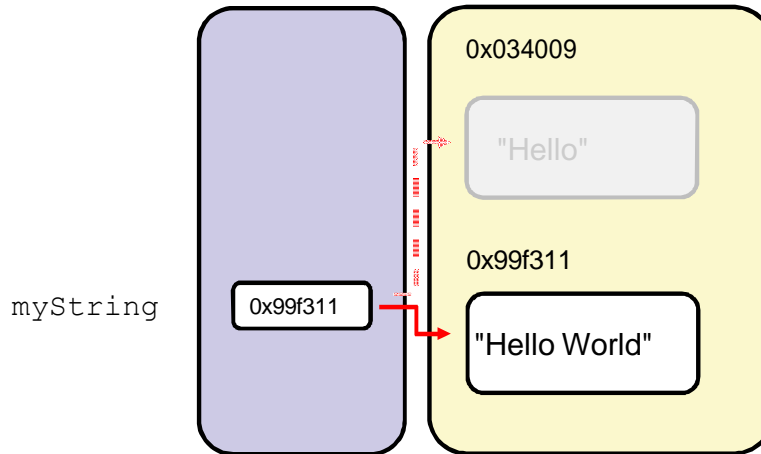 0x034009
"Hello"
0x99f311
myString
0x99f311
"Hello World"